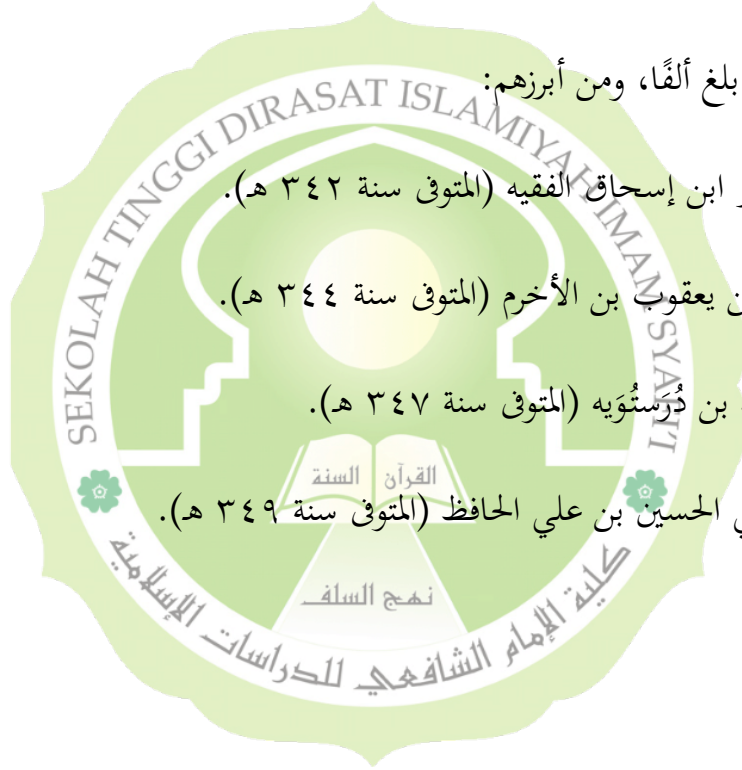 بلغ ألفًا، ومن أبرزهم:
ابن إسحاق الفقيه (المتوفى سنة ٣٤٢ هـ).
ن يعقوب بن الأخرم (المتوفى سنة ٣٤٤ هـ).
بن دُرَستُوَيه (المتوفى سنة ٣٤٧ هـ).
ي الحسين بن علي الحافظ (المتوفى سنة ٣٤٩ هـ).
SEKOLAH TINGGI DIRASAT ISLAMIYAH IMAM SYAFI'I
القرآن السنة
نهج السلف
كلية الإمام الشافعي للدراسات الإسلامية